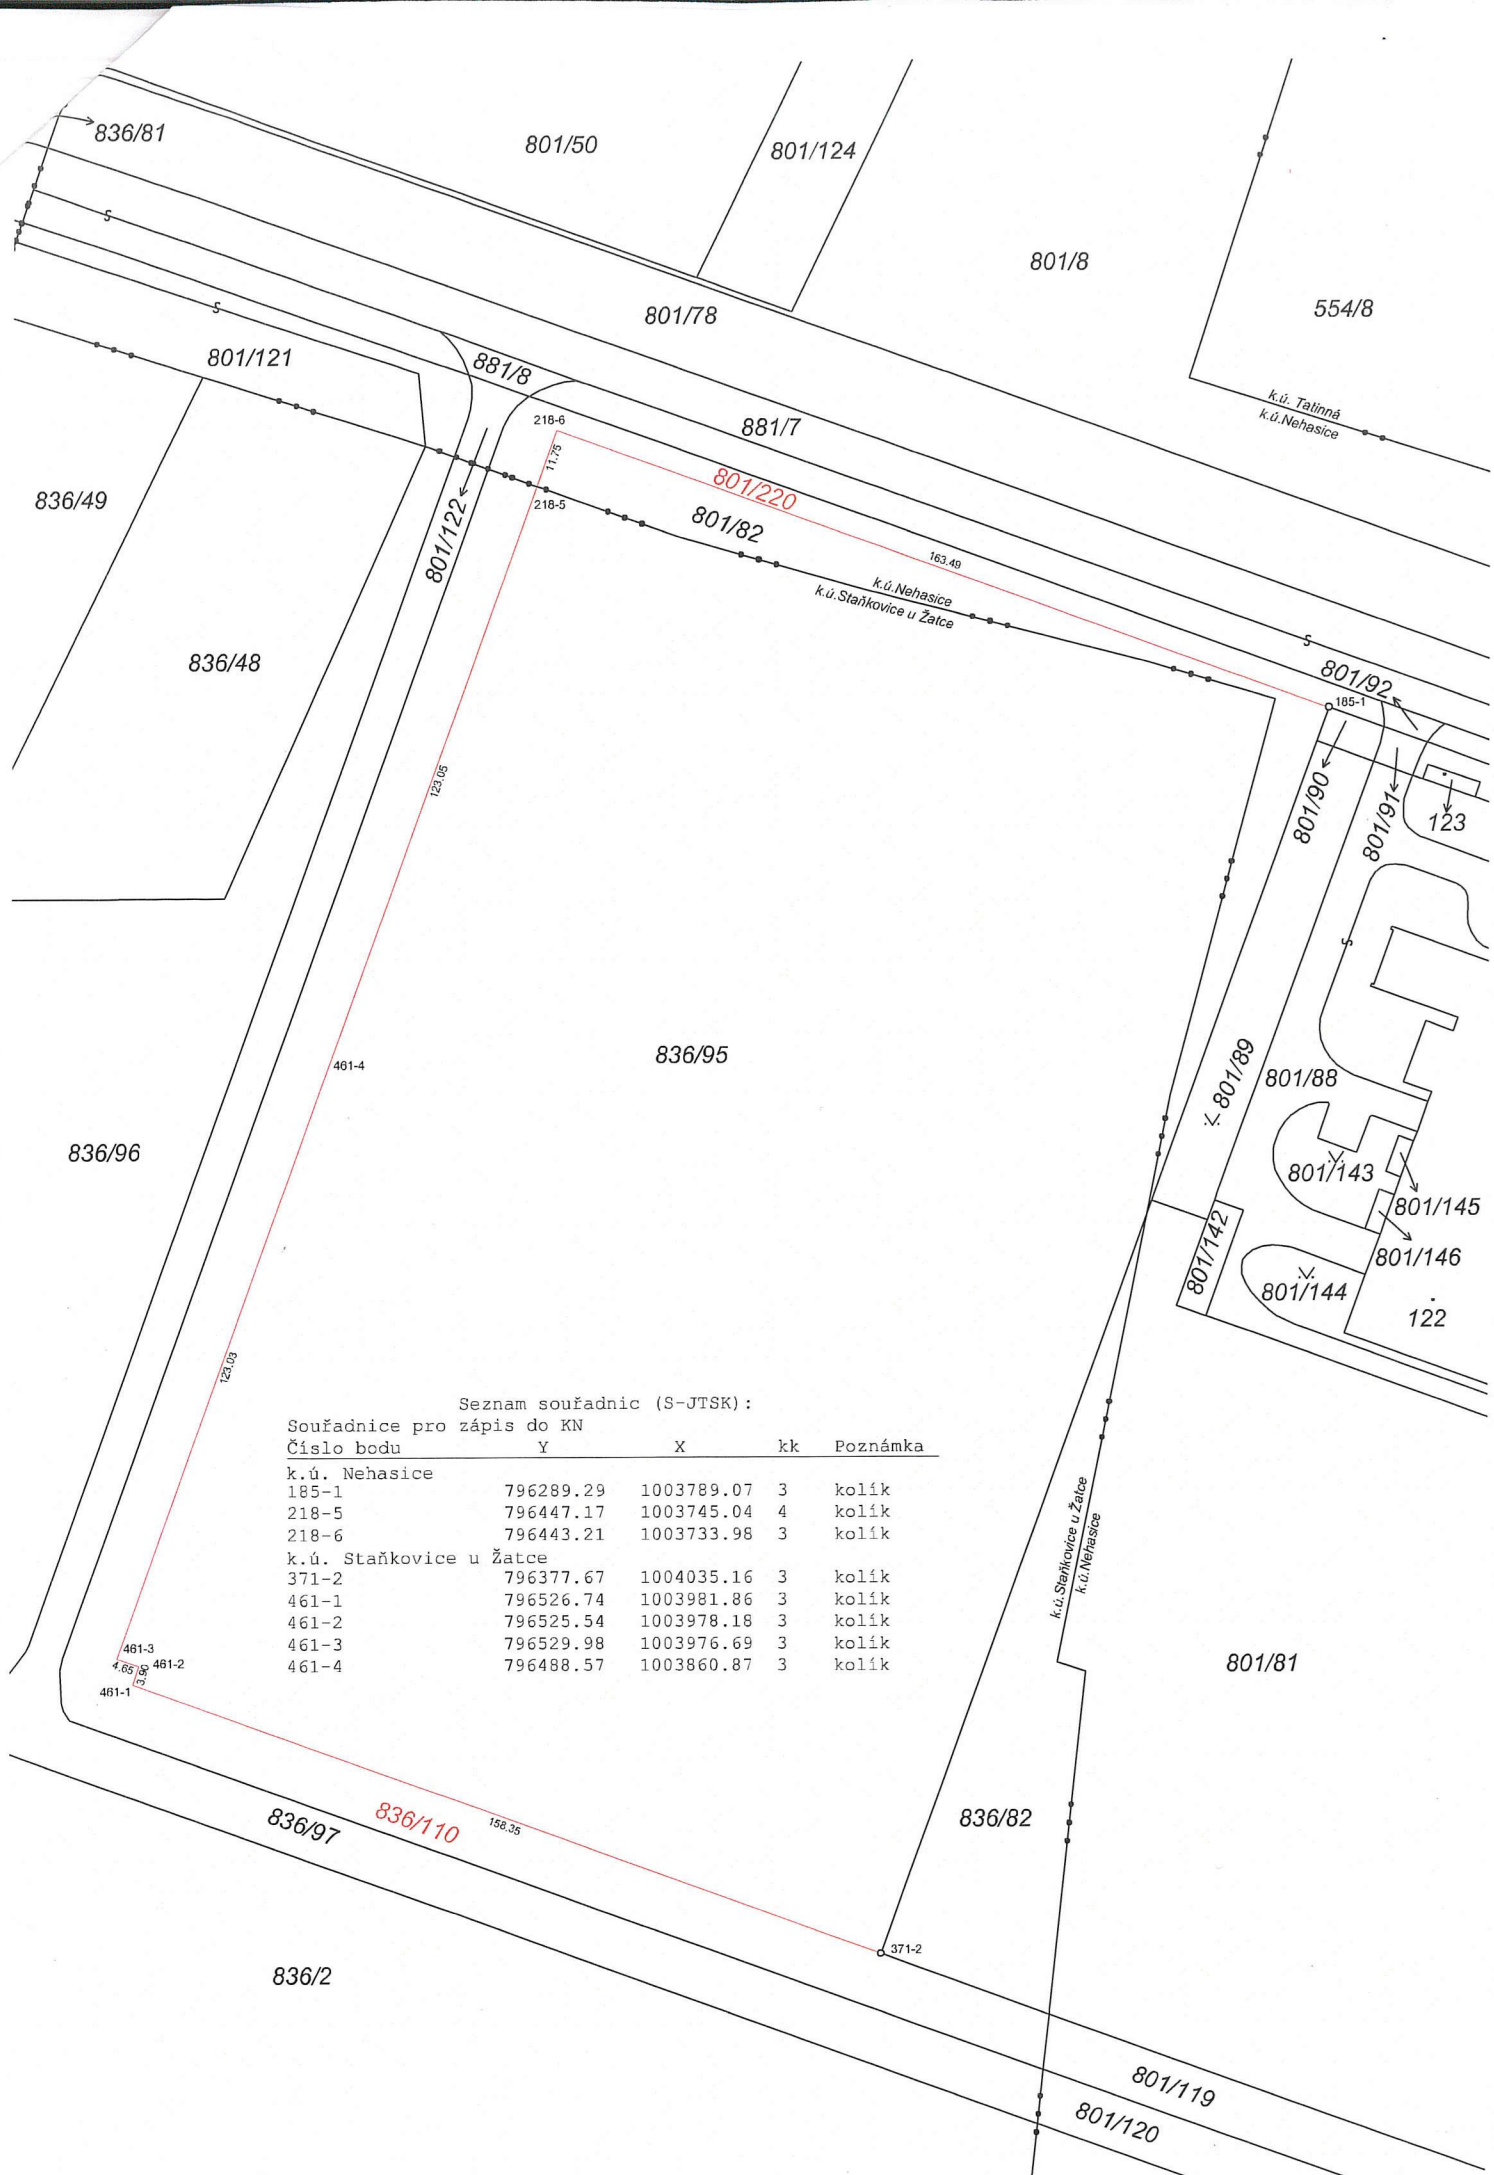 836/81
801/50
801/124
801/8
554/8
801/78
k.ú. Tatinná
k.ú.Nehasice
801/121
881/8
218-6
881/7
11.75
801/220
218-5
801/82
836/49
801/122
163.49
k.ú.Nehasice
k.ú.Staňkovice u Žatce
836/48
801/92
185-1
123.05
801/90
801/91
123
461-4
836/95
801/89
801/88
836/96
801/143
801/145
801/142
801/146
801/144
122
123.03
Seznam souřadnic (S-JTSK):
Souřadnice pro zápis do KN
Číslo bodu Y X kk Poznámka
k.ú. Nehasice
185-1 796289.29 1003789.07 3 kolík
218-5 796447.17 1003745.04 4 kolík
218-6 796443.21 1003733.98 3 kolík
k.ú. Staňkovice u Žatce
371-2 796377.67 1004035.16 3 kolík
461-1 796526.74 1003981.86 3 kolík
461-2 796525.54 1003978.18 3 kolík
461-3 796529.98 1003976.69 3 kolík
461-4 796488.57 1003860.87 3 kolík
k.ú.Staňkovice u Žatce
k.ú.Nehasice
461-3
4.65
461-2
3.90
461-1
801/81
836/97
836/110
158.35
836/82
371-2
836/2
801/119
801/120